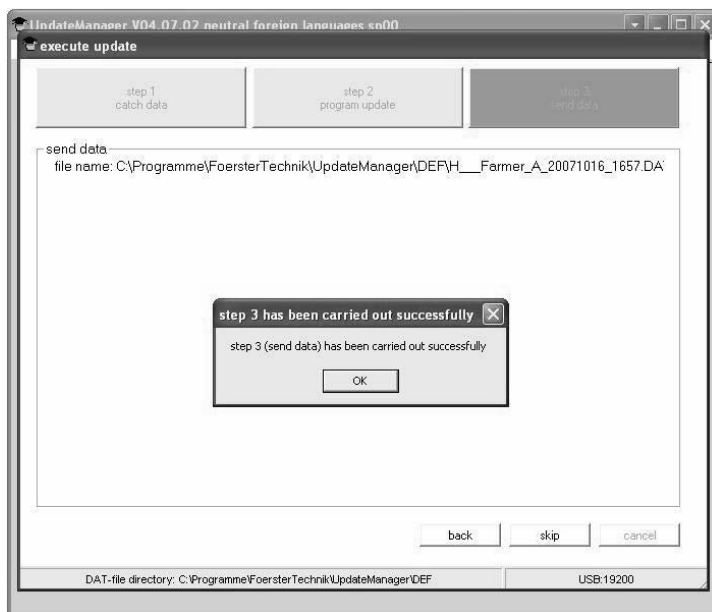 UpdateManager V04.07.02 neutral foreign languages sp00
execute update
step 1
catch data
step 2
program update
step 3
send data
send data
file name: C:\Programme\FoersterTechnik\UpdateManager\DEF\H___Farmer_A_20071016_1657.DA
step 3 has been carried out successfully
step 3 (send data) has been carried out successfully
OK
back
skip
cancel
DAT-file directory: C:\Programme\FoersterTechnik\UpdateManager\DEF
USB:19200